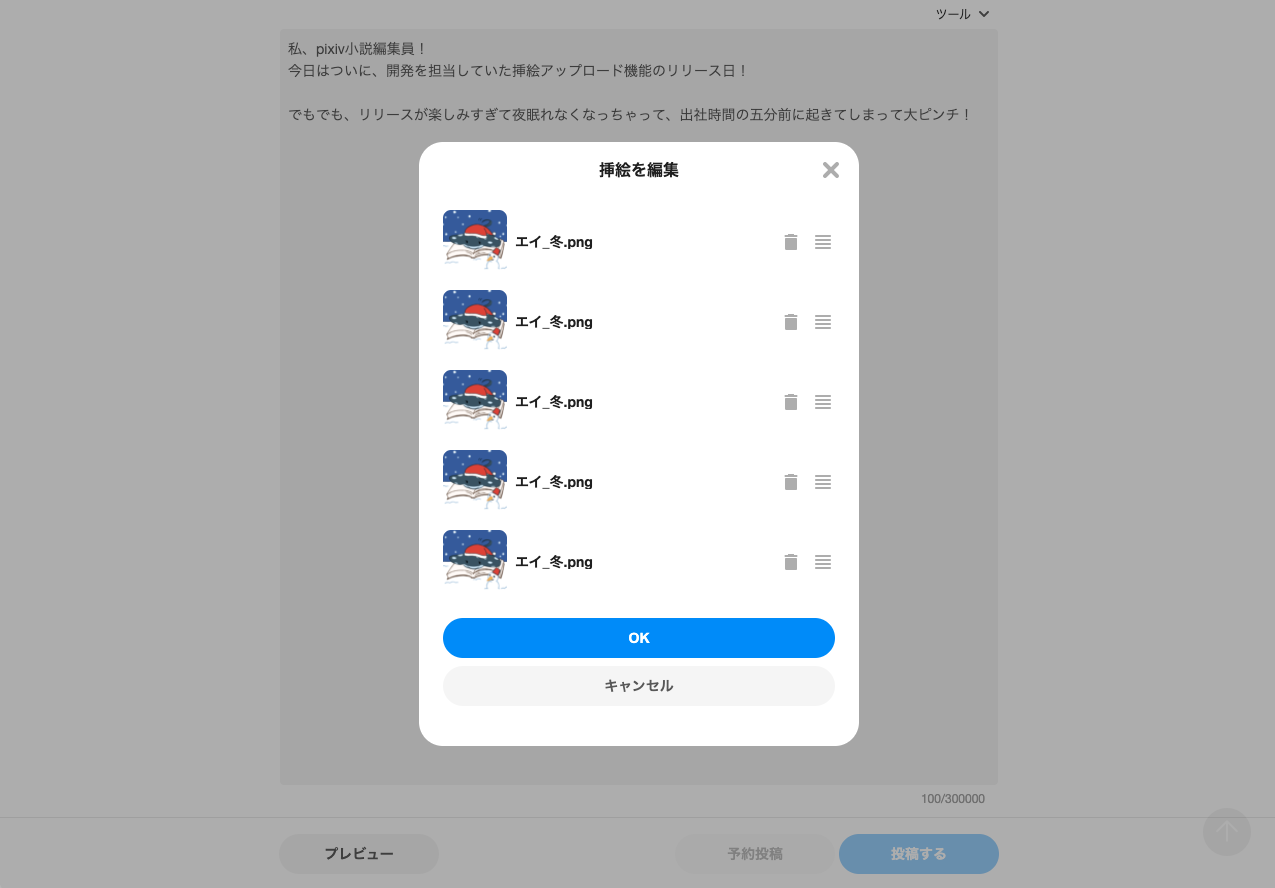 ツール
私、pixiv小説編集員！
今日はついに、開発を担当していた挿絵アップロード機能のリリース日！
でもでも、リリースが楽しみすぎて夜眠れなくなっちゃって、出社時間の五分前に起きてしまって大ピンチ！
挿絵を編集
エイ_冬.png
エイ_冬.png
エイ_冬.png
エイ_冬.png
エイ_冬.png
OK
キャンセル
100/300000
プレビュー
予約投稿
投稿する